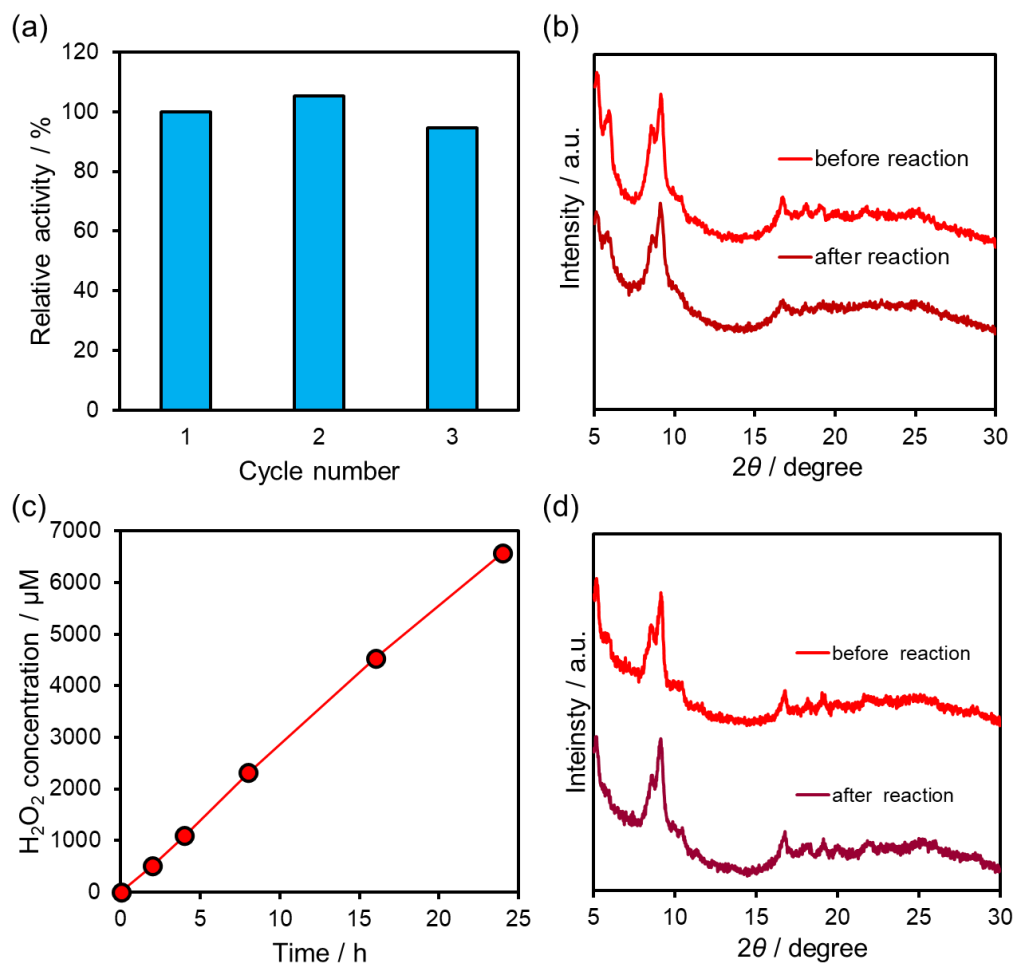 (a)
120
100
80
60
40
20
0
Relative activity / %
1 2 3
Cycle number
(b)
Intensity / a.u.
before reaction
after reaction
5 10 15 20 25 30
2θ / degree
(c)
7000
6000
5000
4000
3000
2000
1000
0
H₂O₂ concentration / µM
0 5 10 15 20 25
Time / h
(d)
Inteinsty / a.u.
before reaction
after reaction
5 10 15 20 25 30
2θ / degree